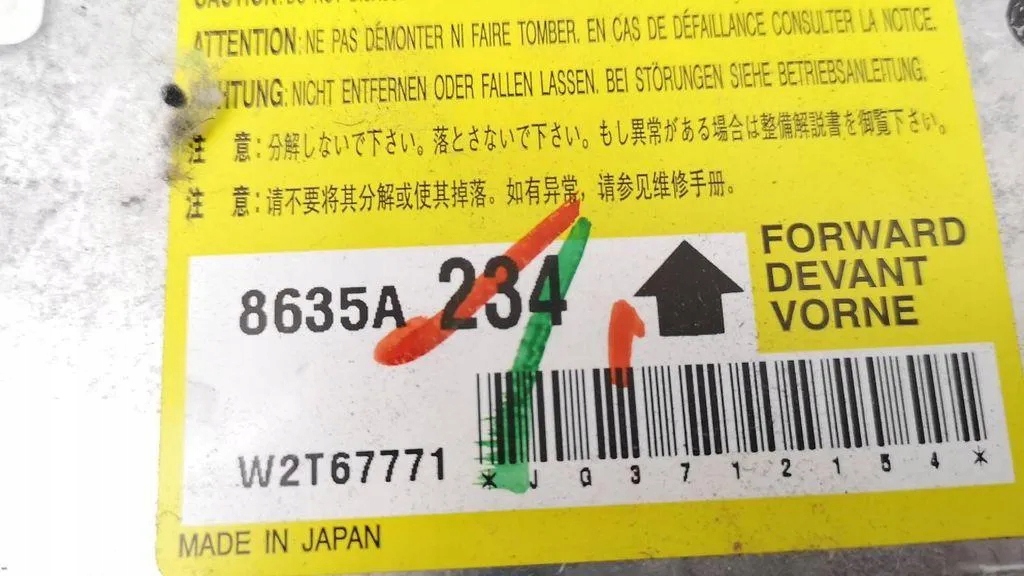 CAUTION: DO NOT
ATTENTION: NE PAS DÉMONTER NI FAIRE TOMBER. EN CAS DE DÉFAILLANCE CONSULTER LA NOTICE.
ACHTUNG: NICHT ENTFERNEN ODER FALLEN LASSEN. BEI STÖRUNGEN SIEHE BETRIEBSANLEITUNG.
注 意: 分解しないで下さい。落とさないで下さい。もし異常がある場合は整備解説書を御覧下さい。
注 意: 请不要将其分解或使其掉落。如有异常, 请参见维修手册。
8635A 234
FORWARD
DEVANT
VORNE
W2T67771
*JQ3712154*
MADE IN JAPAN